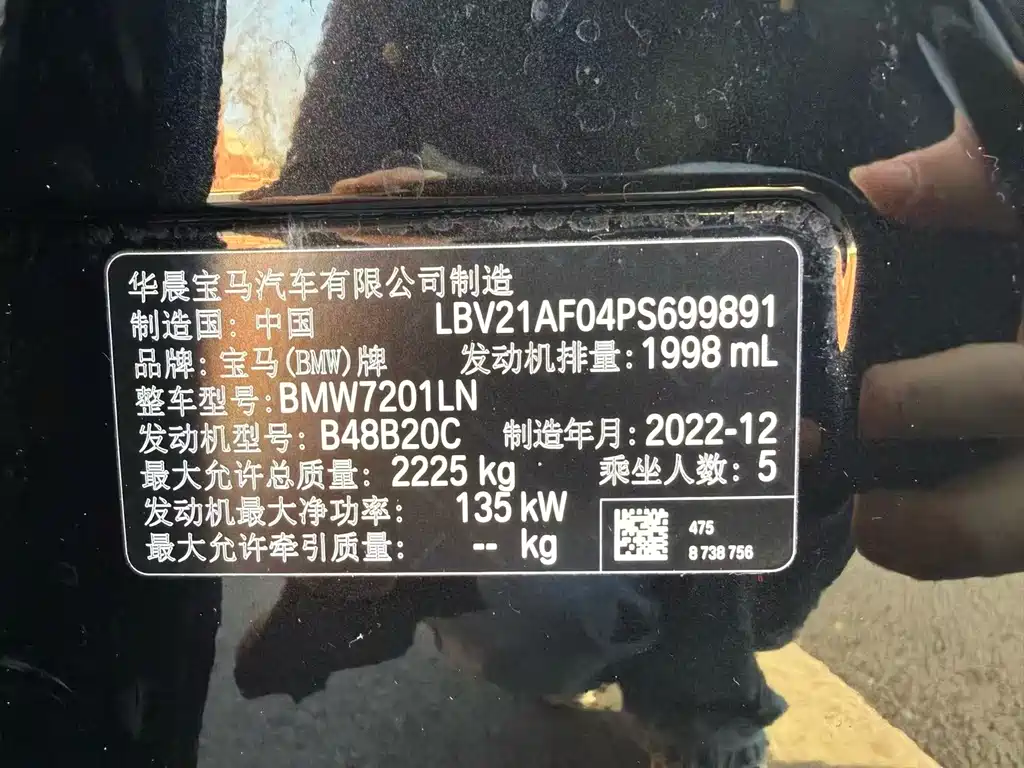 华晨宝马汽车有限公司制造
制造国: 中国 LBV21AF04PS699891
品牌: 宝马(BMW)牌 发动机排量: 1998 mL
整车型号: BMW7201LN
发动机型号: B48B20C 制造年月: 2022-12
最大允许总质量: 2225 kg 乘坐人数: 5
发动机最大净功率: 135 kW
最大允许牵引质量: -- kg
475
8 738 756